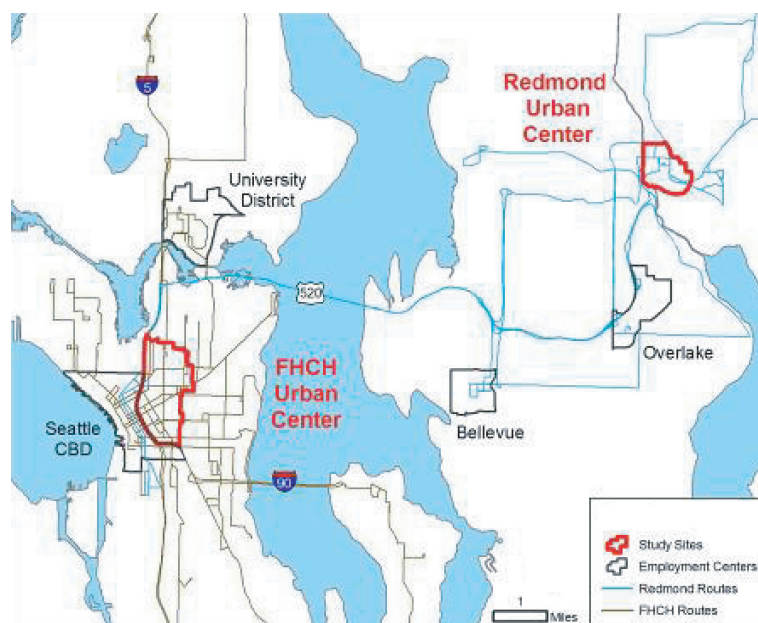 5
Redmond
Urban
Center
University
District
520
FHCH
Urban
Center
Overlake
Bellevue
Seattle
CBD
90
Study Sites
Employment Centers
Redmond Routes
FHCH Routes
1
Miles